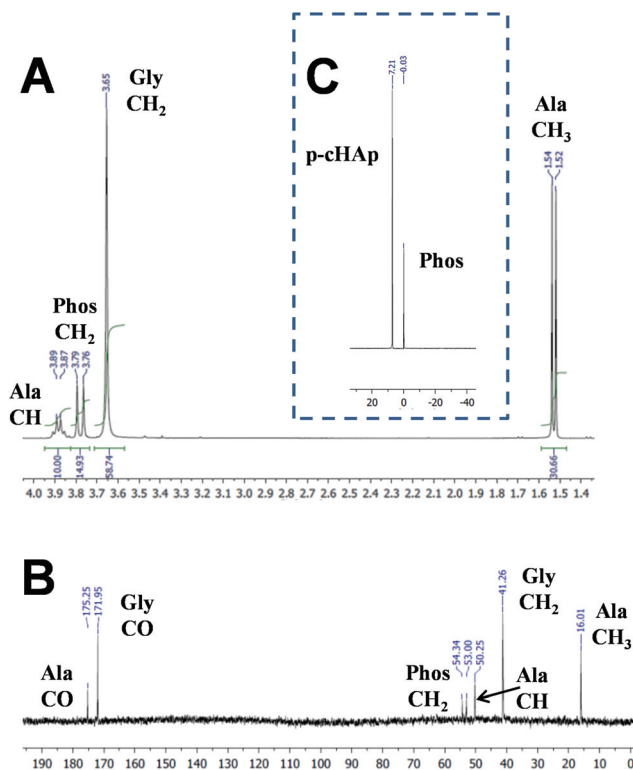 A
Gly
CH2
3.65
Phos
CH2
3.89
3.87
3.79
3.76
Ala
CH
10.00
14.93
58.74
C
7.21
-0.03
p-cHAp
Phos
20 0 -20 -40
Ala
CH3
1.54
1.52
30.66
4.0 3.9 3.8 3.7 3.6 3.5 3.4 3.3 3.2 3.1 3.0 2.9 2.8 2.7 2.6 2.5 2.4 2.3 2.2 2.1 2.0 1.9 1.8 1.7 1.6 1.5 1.4
B
175.25
171.95
Gly
CO
Ala
CO
Phos
CH2
54.34
53.00
50.25
Ala
CH
Gly
CH2
41.26
Ala
CH3
16.01
190 180 170 160 150 140 130 120 110 100 90 80 70 60 50 40 30 20 10 0